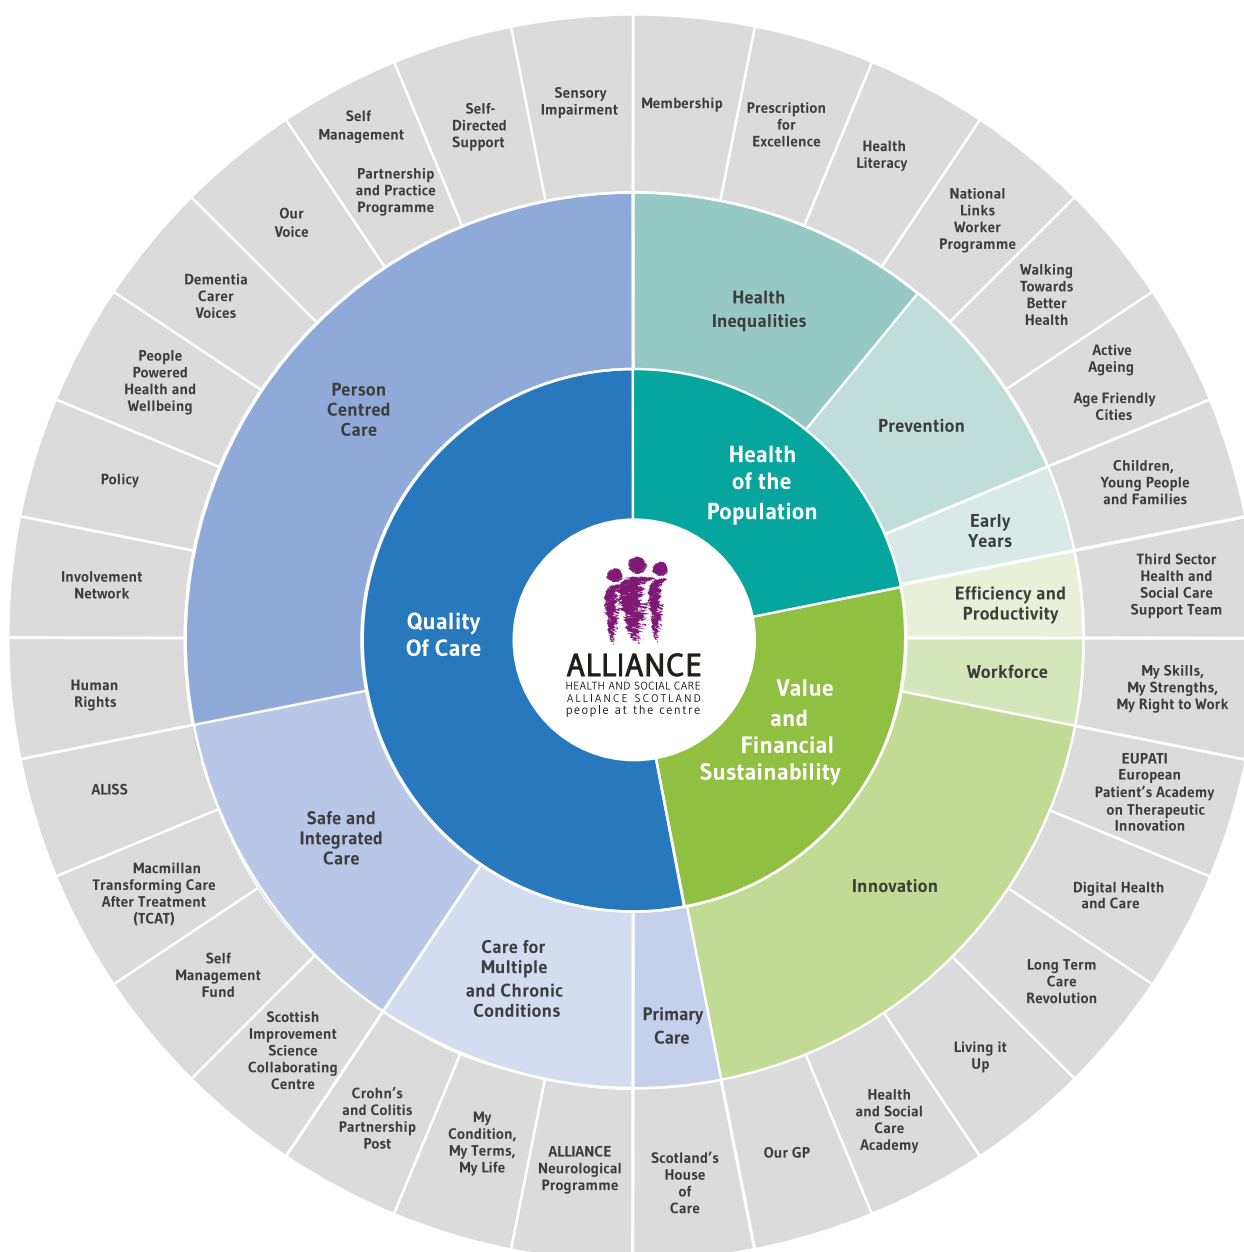 Membership
Prescription
for
Excellence
Health
Literacy
National
Links
Worker
Programme
Walking
Towards
Better
Health
Active
Ageing
Age Friendly
Cities
Children,
Young People
and Families
Third Sector
Health and
Social Care
Support Team
My Skills,
My Strengths,
My Right to Work
EUPATI
European
Patient’s Academy
on Therapeutic
Innovation
Digital Health
and Care
Long Term
Care
Revolution
Living it
Up
Health
and Social
Care
Academy
Our GP
Scotland’s
House
of
Care
ALLIANCE
Neurological
Programme
My
Condition,
My Terms,
My Life
Crohn’s
and Colitis
Partnership
Post
Scottish
Improvement
Science
Collaborating
Centre
Self
Management
Fund
Macmillan
Transforming Care
After Treatment
(TCAT)
ALISS
Human
Rights
Involvement
Network
Policy
People
Powered
Health and
Wellbeing
Dementia
Carer
Voices
Our
Voice
Self
Management
Partnership
and Practice
Programme
Self-
Directed
Support
Sensory
Impairment
Health
Inequalities
Prevention
Early
Years
Efficiency and
Productivity
Workforce
Innovation
Primary
Care
Care for
Multiple
and Chronic
Conditions
Safe and
Integrated
Care
Person
Centred
Care
Health
of the
Population
Value
and
Financial
Sustainability
Quality
Of Care
ALLIANCE
HEALTH AND SOCIAL CARE
ALLIANCE SCOTLAND
people at the centre